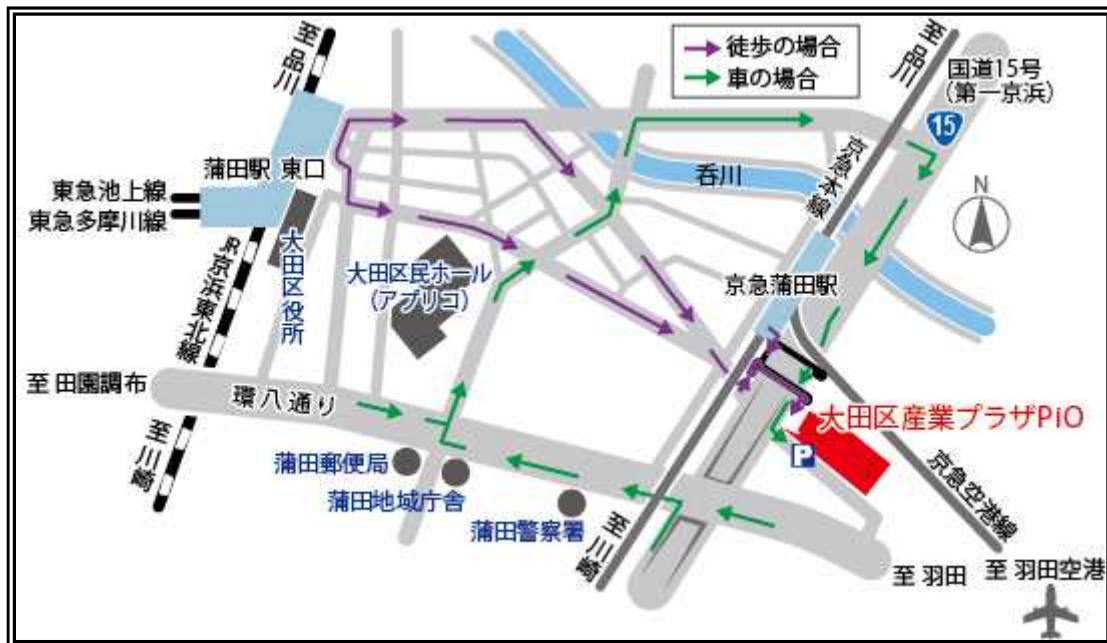 至 品川
徒歩の場合
車の場合
至 品川
国道15号
(第一京浜)
15
京急本線
蒲田駅 東口
東急池上線
東急多摩川線
呑川
N
大田区役所
大田区民ホール
(アプリコ)
京急蒲田駅
JR京浜東北線
至 田園調布
環八通り
大田区産業プラザPiO
P
至 川崎
蒲田郵便局
蒲田地域庁舎
蒲田警察署
京急空港線
至 川崎
至 羽田
至 羽田空港